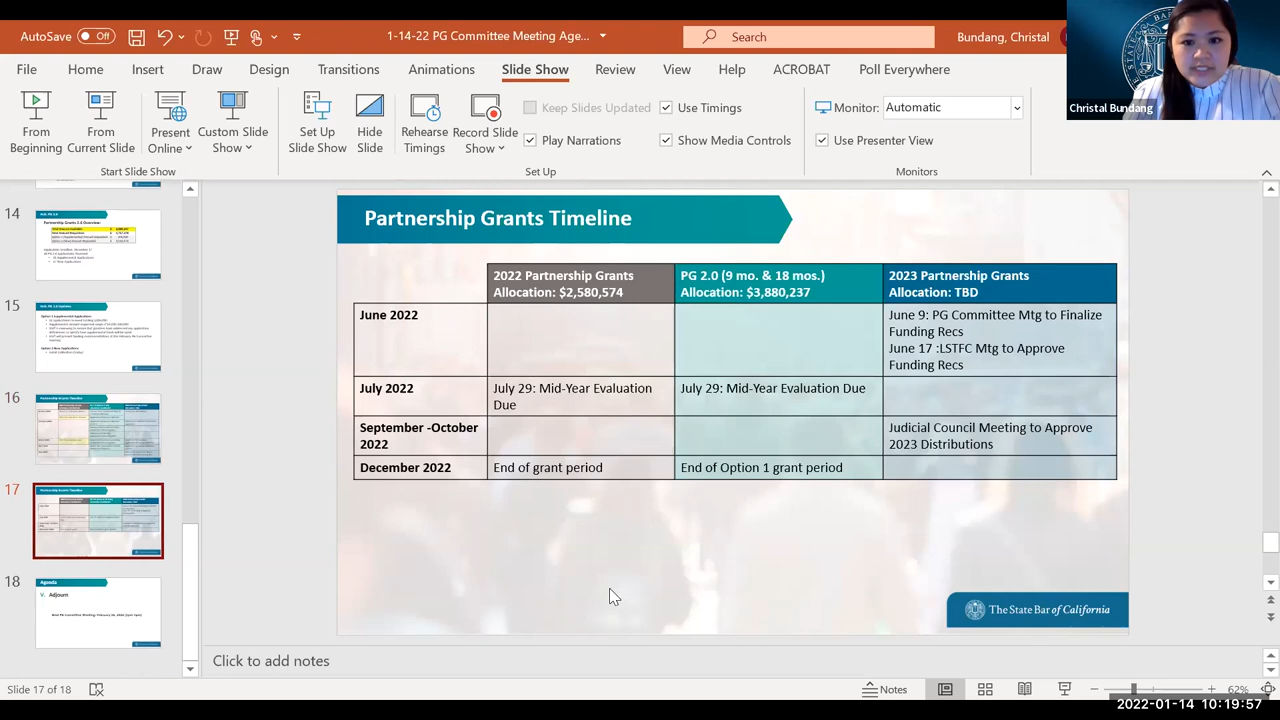 AutoSave Off
1-14-22 PG Committee Meeting Age...
Search
Bundang, Christal
File Home Insert Draw Design Transitions Animations Slide Show Review View Help ACROBAT Poll Everywhere
Christal Bundang
From Beginning
From Current Slide
Present Online
Custom Slide Show
Set Up Slide Show
Hide Slide
Rehearse Timings
Record Slide Show
Keep Slides Updated
Use Timings
Play Narrations
Show Media Controls
Monitor: Automatic
Use Presenter View
Start Slide Show
Set Up
Monitors
14
15
16
17
Partnership Grants Timeline
18
Agenda
V. Adjourn
Partnership Grants Timeline
2022 Partnership Grants
Allocation: $2,580,574
PG 2.0 (9 mo. & 18 mos.)
Allocation: $3,880,237
2023 Partnership Grants
Allocation: TBD
June 2022
June 9: PG Committee Mtg to Finalize
Funding Recs
June 17 :LSTFC Mtg to Approve
Funding Recs
July 2022
July 29: Mid-Year Evaluation
Due
July 29: Mid-Year Evaluation Due
September -October
2022
Judicial Council Meeting to Approve
2023 Distributions
December 2022
End of grant period
End of Option 1 grant period
The State Bar of California
Click to add notes
Slide 17 of 18
Notes
62%
2022-01-14 10:19:57